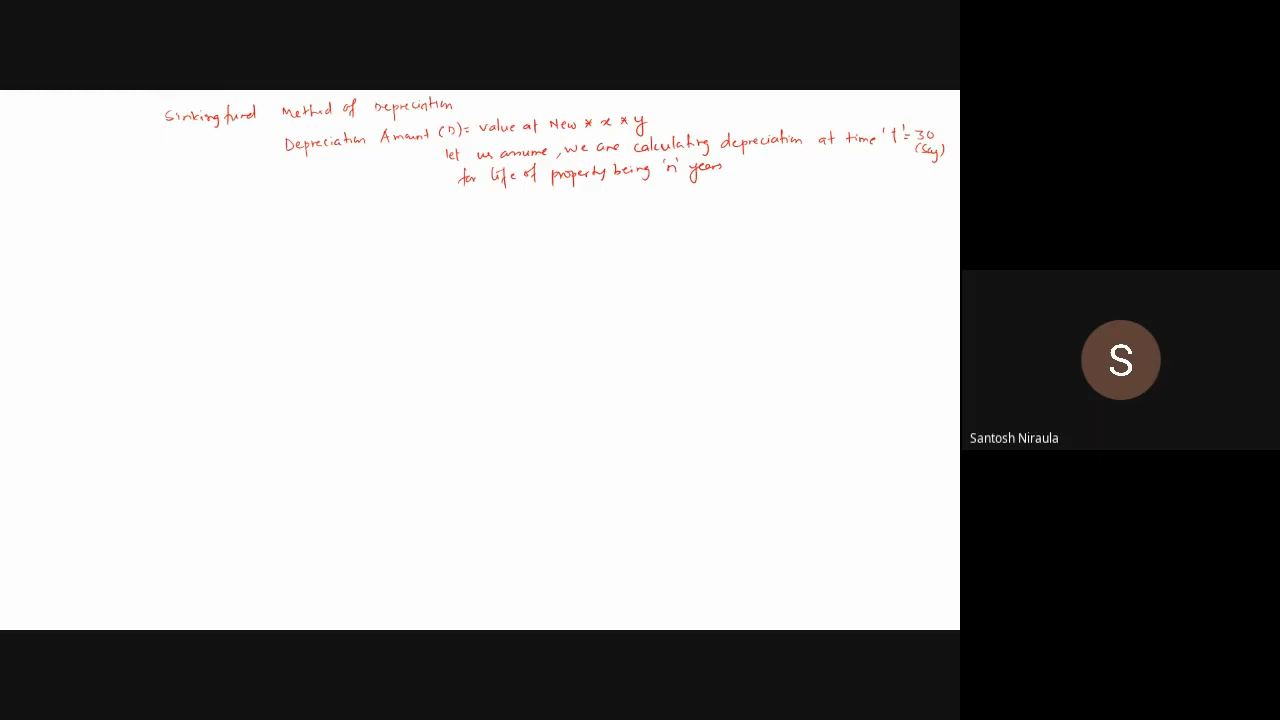 Sinking fund Method of Depreciation
Depreciation Amount (D) = Value at New * x * y
let us assume, we are calculating depreciation at time 't' = 30 (say)
for life of property being 'n' years
S
Santosh Niraula